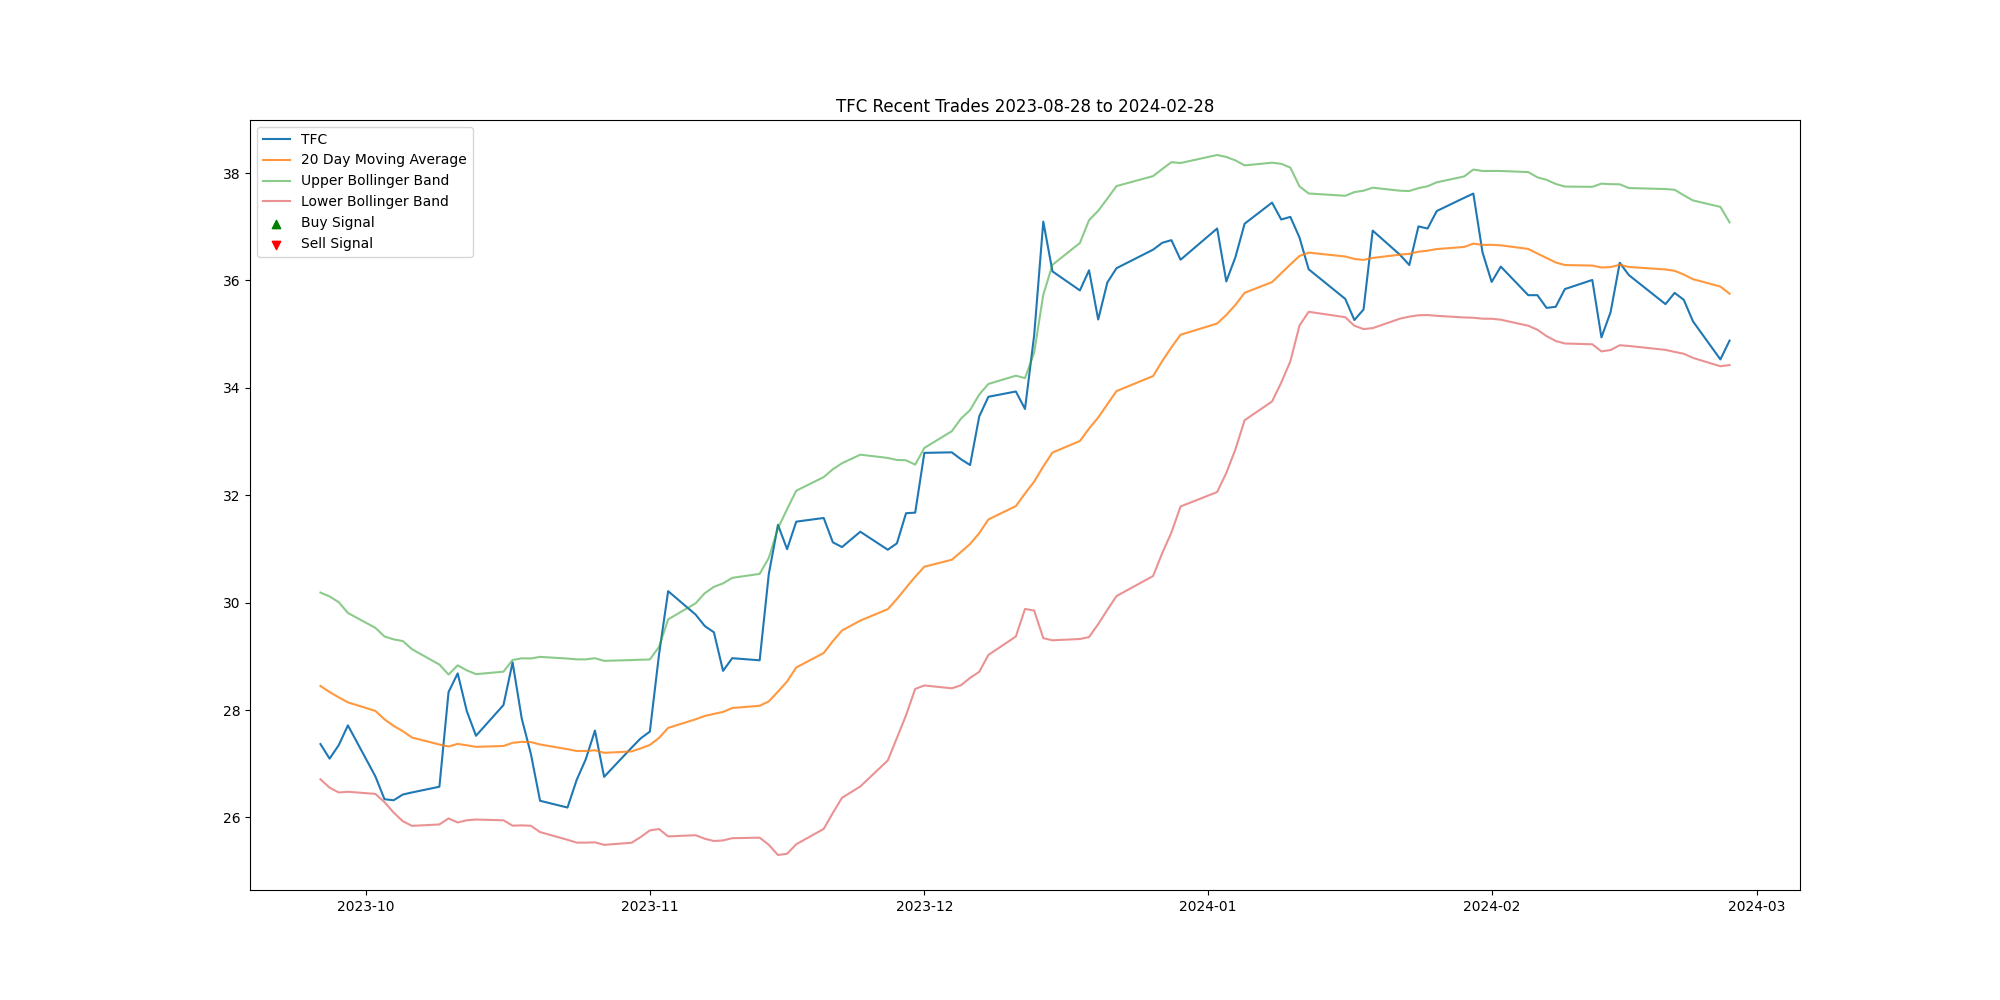 TFC Recent Trades 2023-08-28 to 2024-02-28
TFC
20 Day Moving Average
Upper Bollinger Band
Lower Bollinger Band
Buy Signal
Sell Signal
38
36
34
32
30
28
26
2023-10
2023-11
2023-12
2024-01
2024-02
2024-03